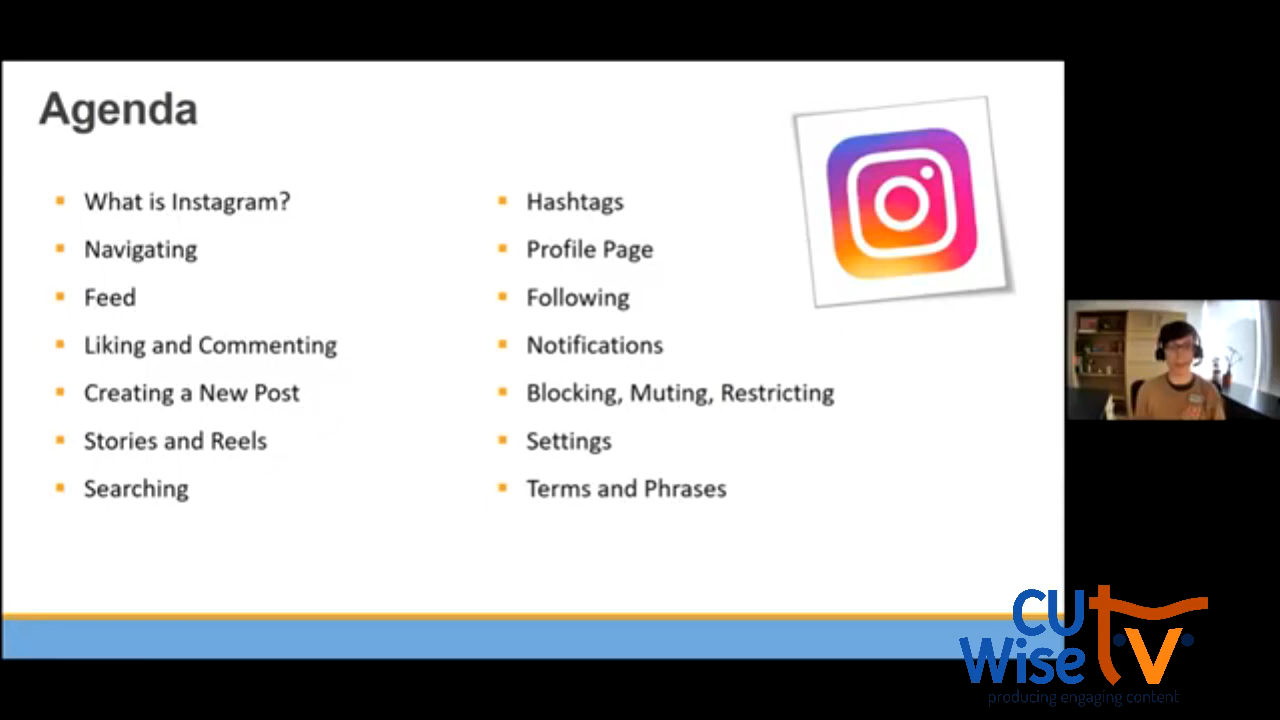 Agenda
What is Instagram?
Navigating
Feed
Liking and Commenting
Creating a New Post
Stories and Reels
Searching
Hashtags
Profile Page
Following
Notifications
Blocking, Muting, Restricting
Settings
Terms and Phrases
CU
Wise
tv
producing engaging content